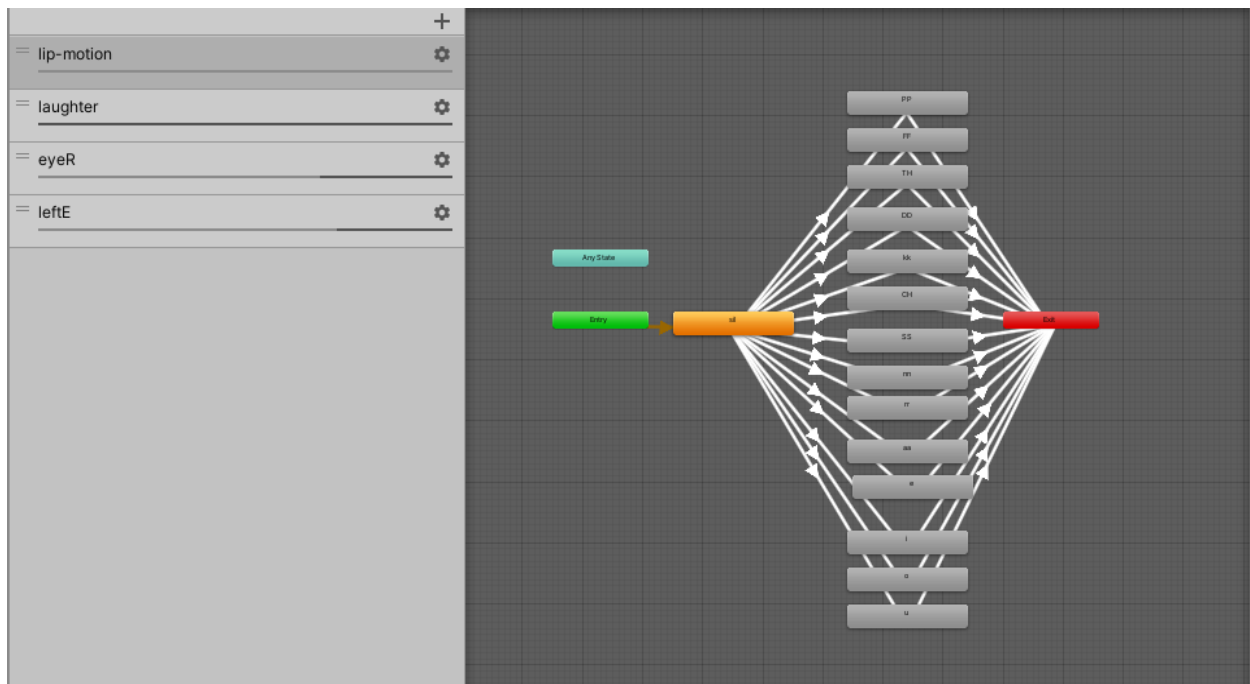 lip-motion
laughter
eyeR
leftE
PP
FF
TH
DD
Any State
kk
CH
Entry
sil
Exit
SS
nn
rr
aa
e
i
o
u